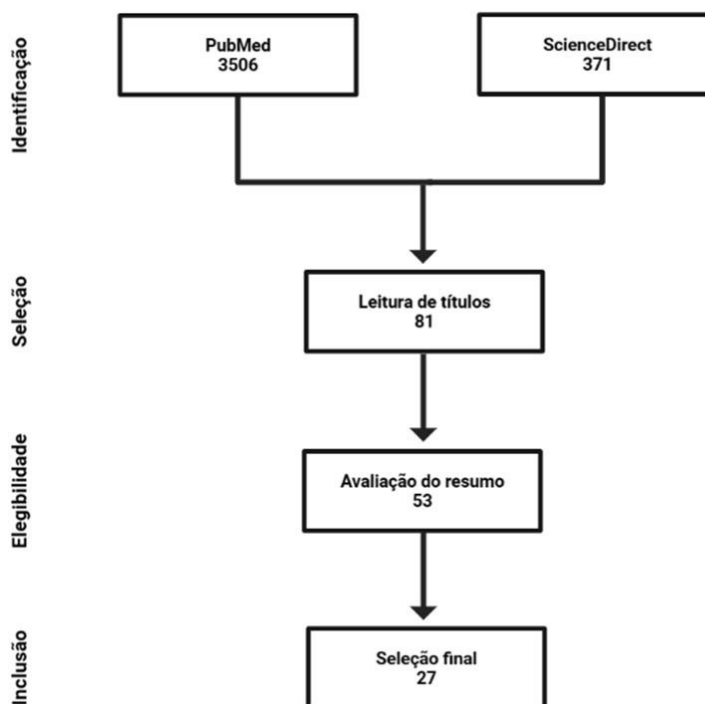 Identificação
PubMed
3506
ScienceDirect
371
Seleção
Leitura de títulos
81
Elegibilidade
Avaliação do resumo
53
Inclusão
Seleção final
27